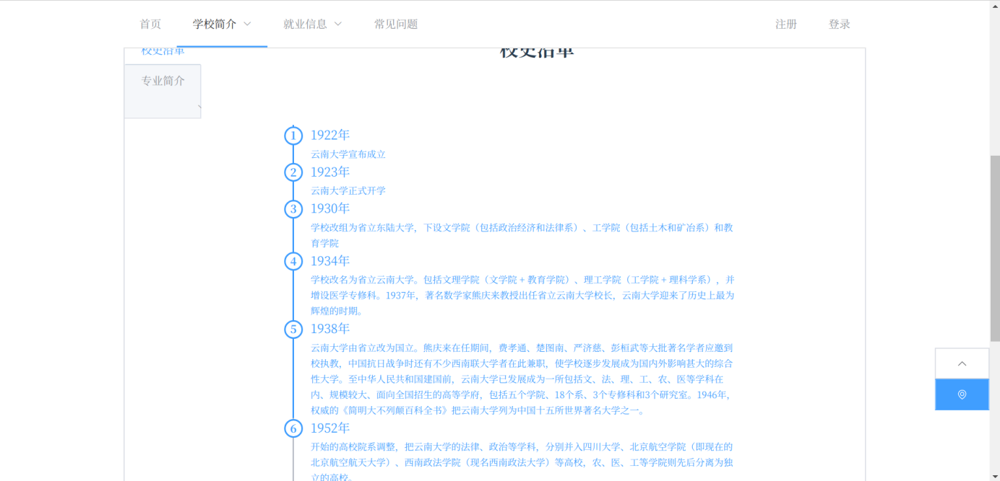 首页
学校简介
就业信息
常见问题
注册
登录
校史沿革
校史沿革
专业简介
1
1922年
云南大学宣布成立
2
1923年
云南大学正式开学
3
1930年
学校改组为省立东陆大学，下设文学院（包括政治经济和法律系）、工学院（包括土木和矿冶系）和教
育学院
4
1934年
学校改名为省立云南大学。包括文理学院（文学院 + 教育学院）、理工学院（工学院 + 理科学系），并
增设医学专修科。1937年，著名数学家熊庆来教授出任省立云南大学校长，云南大学迎来了历史上最为
辉煌的时期。
5
1938年
云南大学由省立改为国立。熊庆来在任期间，费孝通、楚图南、严济慈、彭桓武等大批著名学者应邀到
校执教，中国抗日战争时还有不少西南联大学者在此兼职，使学校逐步发展成为国内外影响甚大的综合
性大学。至中华人民共和国建国前，云南大学已发展成为一所包括文、法、理、工、农、医等学科在
内、规模较大、面向全国招生的高等学府，包括五个学院、18个系、3个专修科和3个研究室。1946年，
权威的《简明大不列颠百科全书》把云南大学列为中国十五所世界著名大学之一。
6
1952年
开始的高校院系调整，把云南大学的法律、政治等学科，分别并入四川大学、北京航空学院（即现在的
北京航空航天大学）、西南政法学院（现名西南政法大学）等高校，农、医、工等学院则先后分离为独
立的高校。